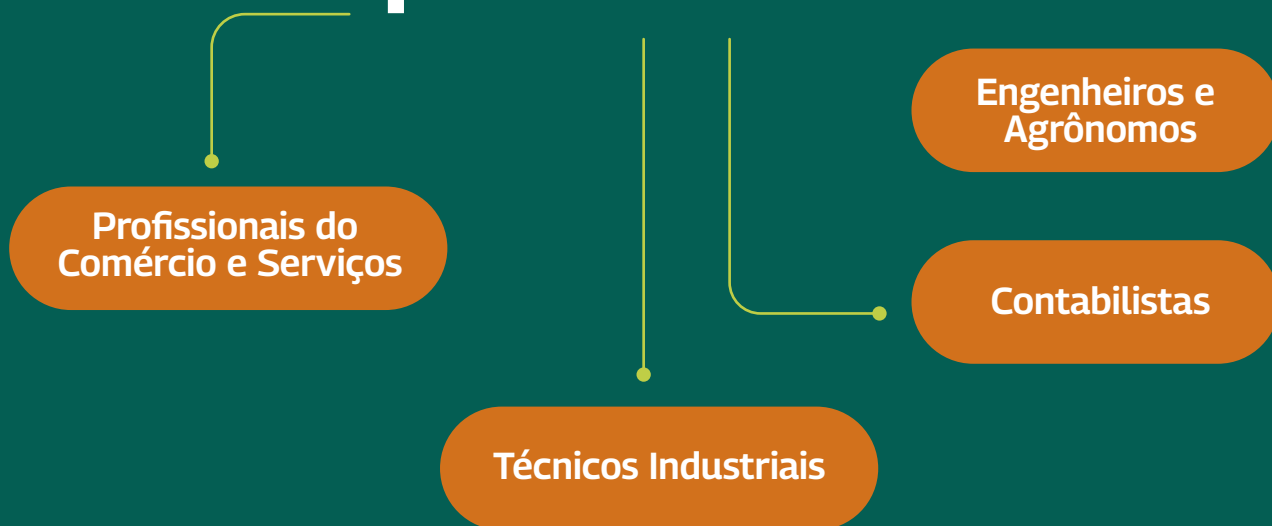 Engenheiros e
Agrônomos
Profissionais do
Comércio e Serviços
Contabilistas
Técnicos Industriais